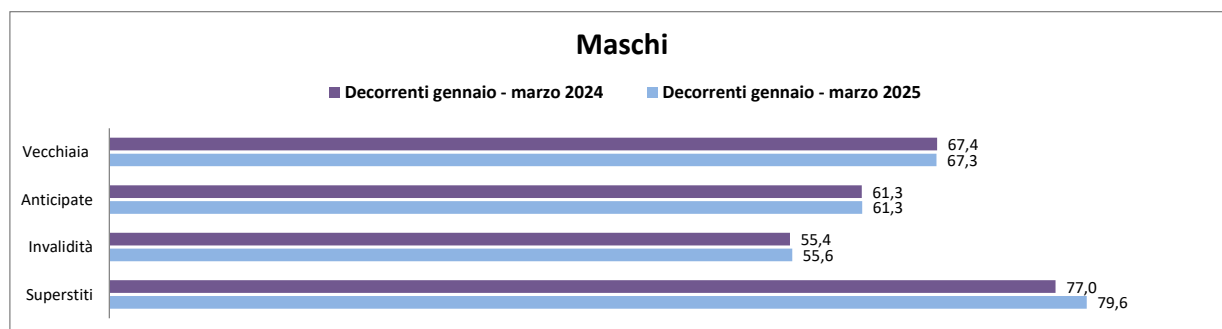 Maschi
Decorrenti gennaio - marzo 2024 Decorrenti gennaio - marzo 2025
Vecchiaia 67,4
67,3
Anticipate 61,3
61,3
Invalidità 55,4
55,6
Superstiti 77,0
79,6